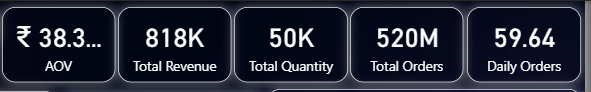 ₹ 38.3... 818K 50K 520M 59.64
AOV Total Revenue Total Quantity Total Orders Daily Orders